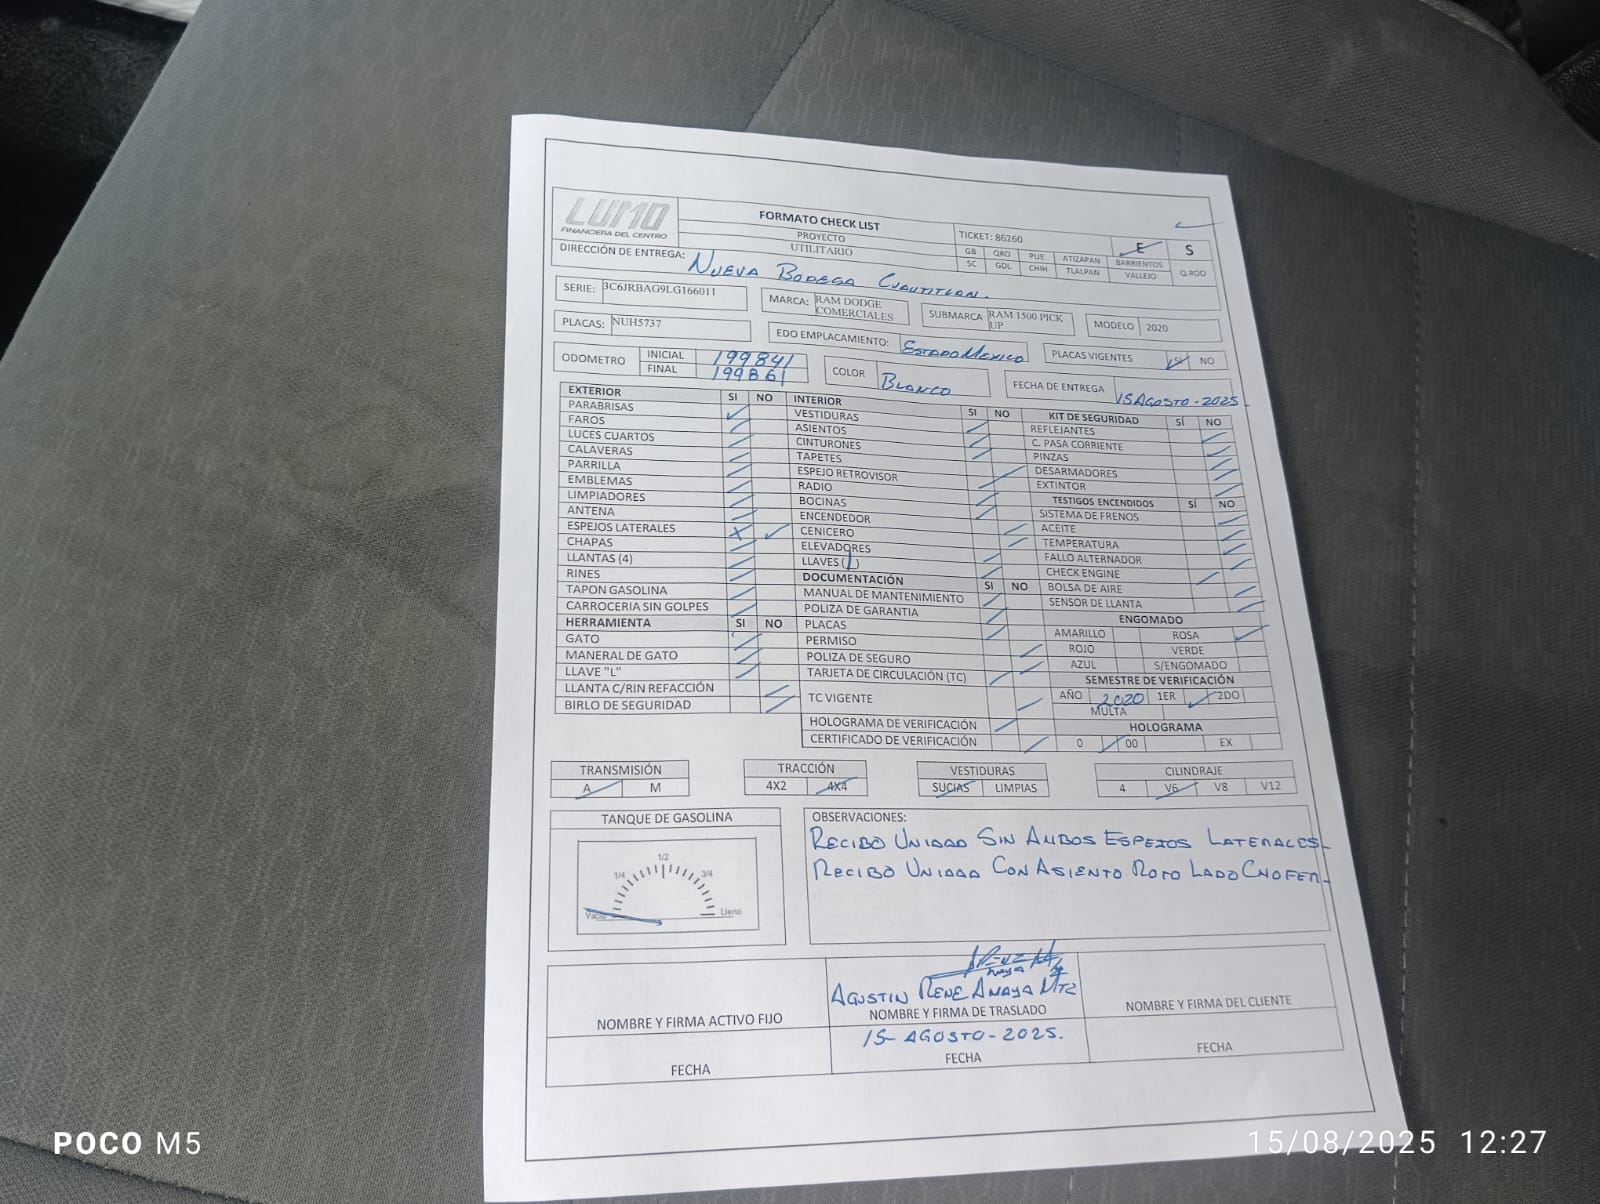 LUMO
FINANCIERA DEL CENTRO
FORMATO CHECK LIST
PROYECTO
UTILITARIO
TICKET: 86260
E S
GB QRO PUE ATIZAPAN BARRIENTOS Q.ROO
SC GDL CHIH TLALPAN VALLEJO
DIRECCIÓN DE ENTREGA: NUEVA BODEGA CUAUTITLAN.
SERIE: 3C6JRBAG9LG166011
MARCA: RAM DODGE COMERCIALES
SUBMARCA RAM 1500 PICK UP
MODELO 2020
PLACAS: NUH5737
EDO EMPLACAMIENTO: ESTADO MEXICO
PLACAS VIGENTES SI NO
ODOMETRO INICIAL 199841
FINAL 199861
COLOR BLANCO
FECHA DE ENTREGA 15 AGOSTO - 2025
EXTERIOR SI NO
PARABRISAS
FAROS
LUCES CUARTOS
CALAVERAS
PARRILLA
EMBLEMAS
LIMPIADORES
ANTENA
ESPEJOS LATERALES
CHAPAS
LLANTAS (4)
RINES
TAPON GASOLINA
CARROCERIA SIN GOLPES
HERRAMIENTA SI NO
GATO
MANERAL DE GATO
LLAVE "L"
LLANTA C/RIN REFACCIÓN
BIRLO DE SEGURIDAD
INTERIOR SI NO
VESTIDURAS
ASIENTOS
CINTURONES
TAPETES
ESPEJO RETROVISOR
RADIO
BOCINAS
ENCENDEDOR
CENICERO
ELEVADORES
LLAVES (1)
DOCUMENTACIÓN SI NO
MANUAL DE MANTENIMIENTO
POLIZA DE GARANTIA
PLACAS
PERMISO
POLIZA DE SEGURO
TARJETA DE CIRCULACIÓN (TC)
TC VIGENTE
HOLOGRAMA DE VERIFICACIÓN
CERTIFICADO DE VERIFICACIÓN
KIT DE SEGURIDAD SÍ NO
REFLEJANTES
C. PASA CORRIENTE
PINZAS
DESARMADORES
EXTINTOR
TESTIGOS ENCENDIDOS SÍ NO
SISTEMA DE FRENOS
ACEITE
TEMPERATURA
FALLO ALTERNADOR
CHECK ENGINE
BOLSA DE AIRE
SENSOR DE LLANTA
ENGOMADO
AMARILLO ROSA
ROJO VERDE
AZUL S/ENGOMADO
SEMESTRE DE VERIFICACIÓN
AÑO 2020 1ER 2DO
MULTA
HOLOGRAMA
0 00 EX
TRANSMISIÓN
A M
TRACCIÓN
4X2 4X4
VESTIDURAS
SUCIAS LIMPIAS
CILINDRAJE
4 V6 V8 V12
TANQUE DE GASOLINA
Vacío 1/4 1/2 3/4 Lleno
OBSERVACIONES:
RECIBO UNIDAD SIN AMBOS ESPEJOS LATERALES
RECIBO UNIDAD CON ASIENTO ROTO LADO CHOFER
NOMBRE Y FIRMA ACTIVO FIJO
FECHA
AGUSTIN RENE ANAYA MTZ
NOMBRE Y FIRMA DE TRASLADO
15- AGOSTO - 2025.
FECHA
NOMBRE Y FIRMA DEL CLIENTE
FECHA
POCO M5
15/08/2025 12:27